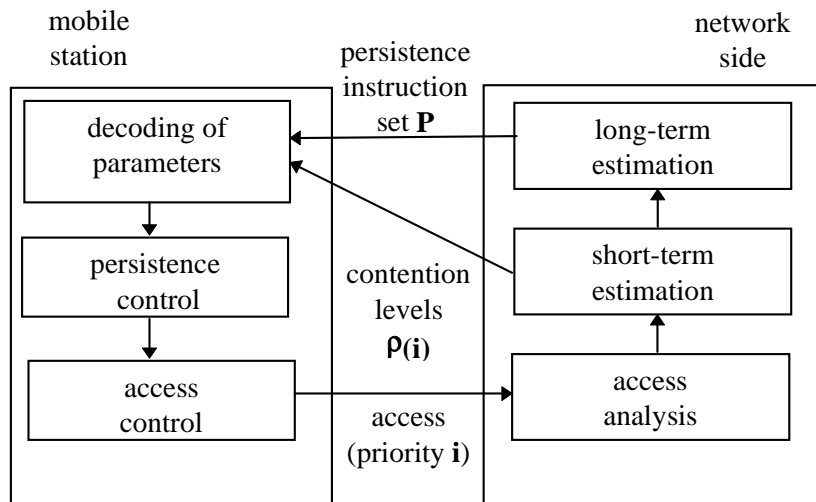 mobile
station
network
side
persistence
instruction
set P
decoding of
parameters
long-term
estimation
persistence
control
contention
levels
ρ(i)
short-term
estimation
access
control
access
(priority i)
access
analysis